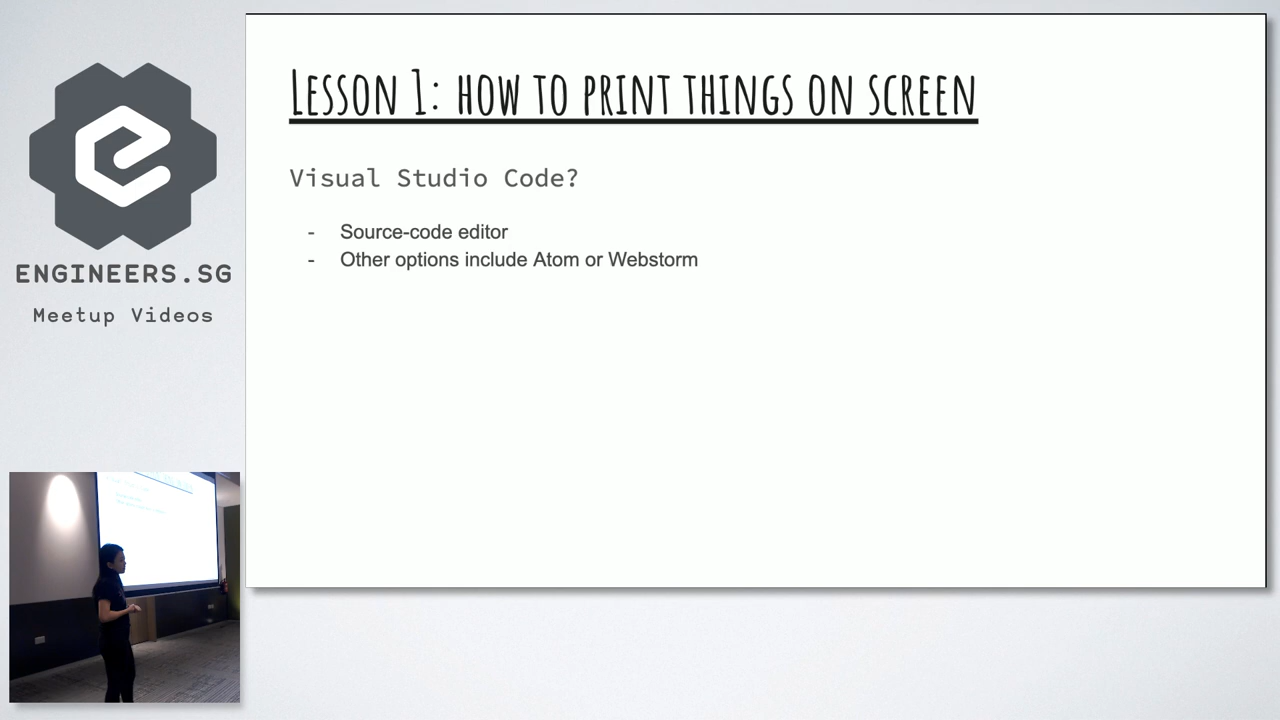 ENGINEERS.SG
Meetup Videos
Lesson 1: how to print things on screen
Visual Studio Code?
- Source-code editor
- Other options include Atom or Webstorm